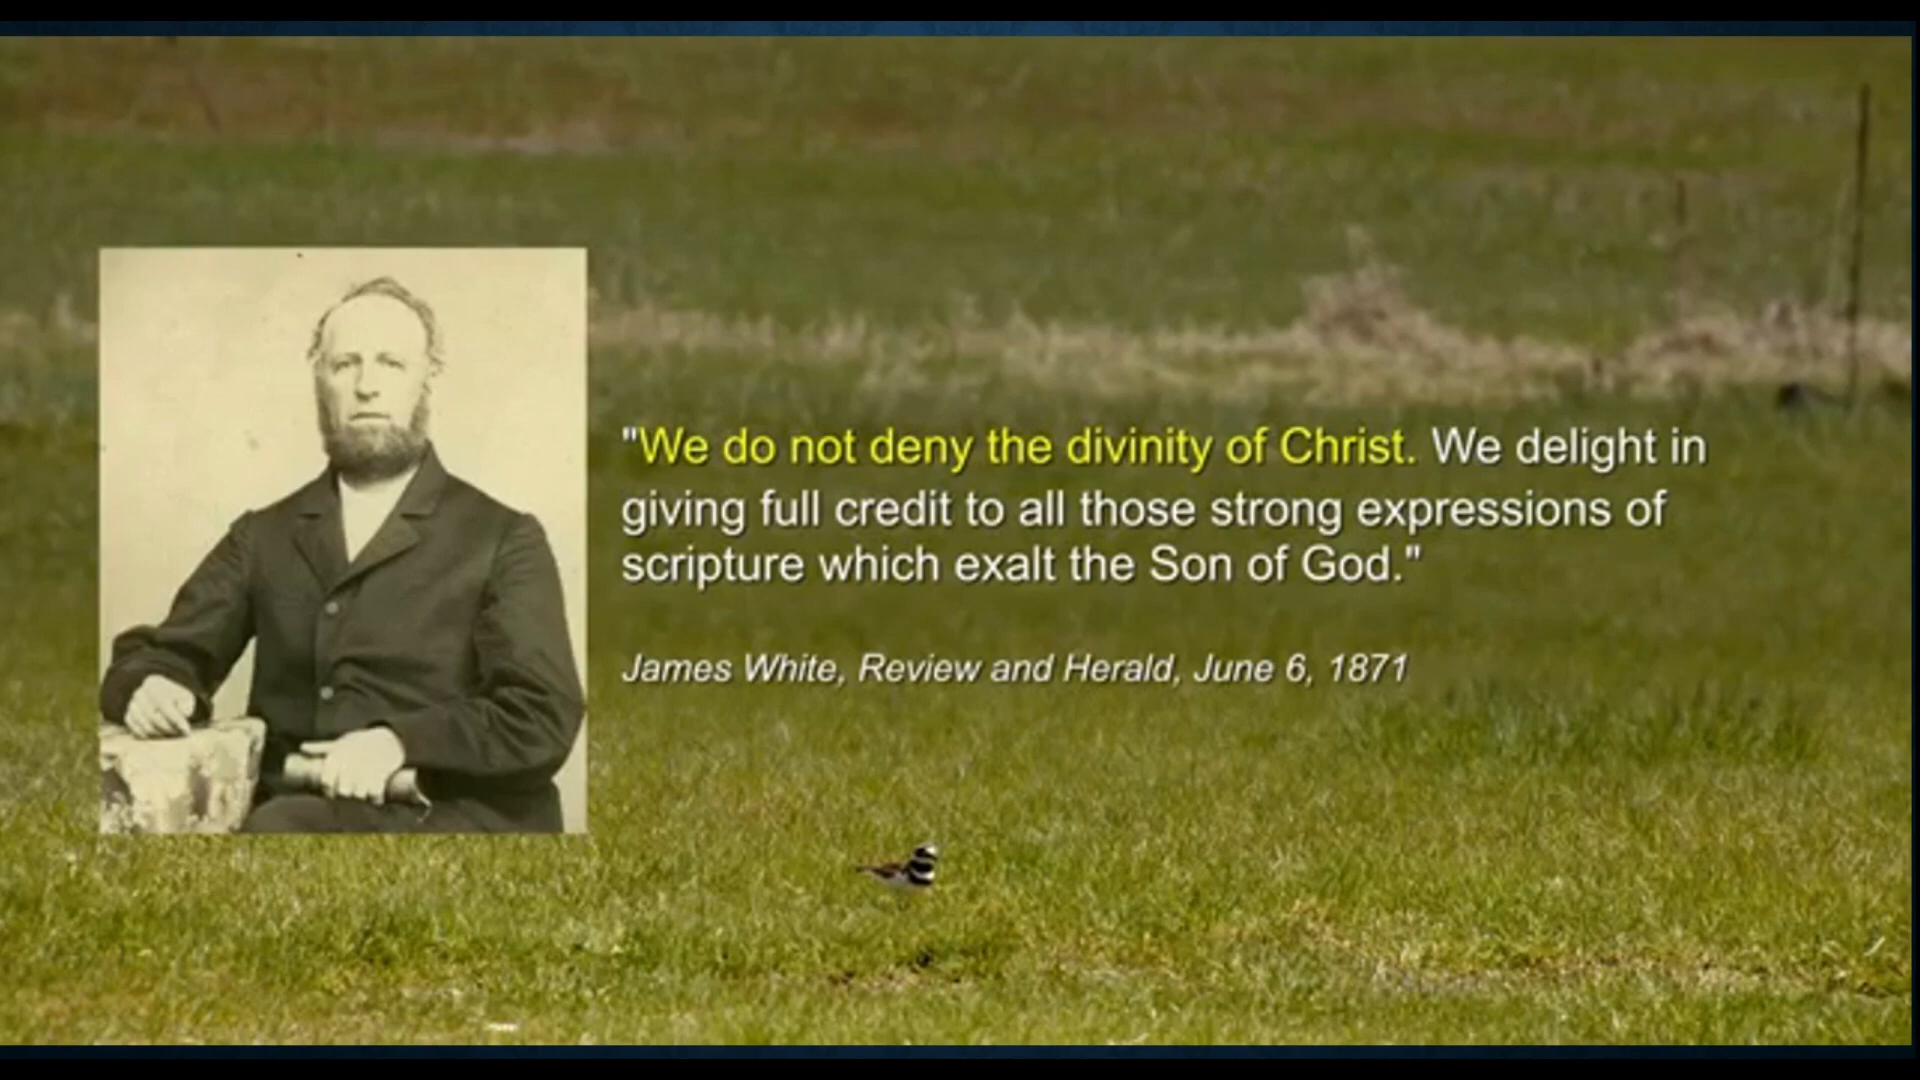 "We do not deny the divinity of Christ. We delight in
giving full credit to all those strong expressions of
scripture which exalt the Son of God."
James White, Review and Herald, June 6, 1871